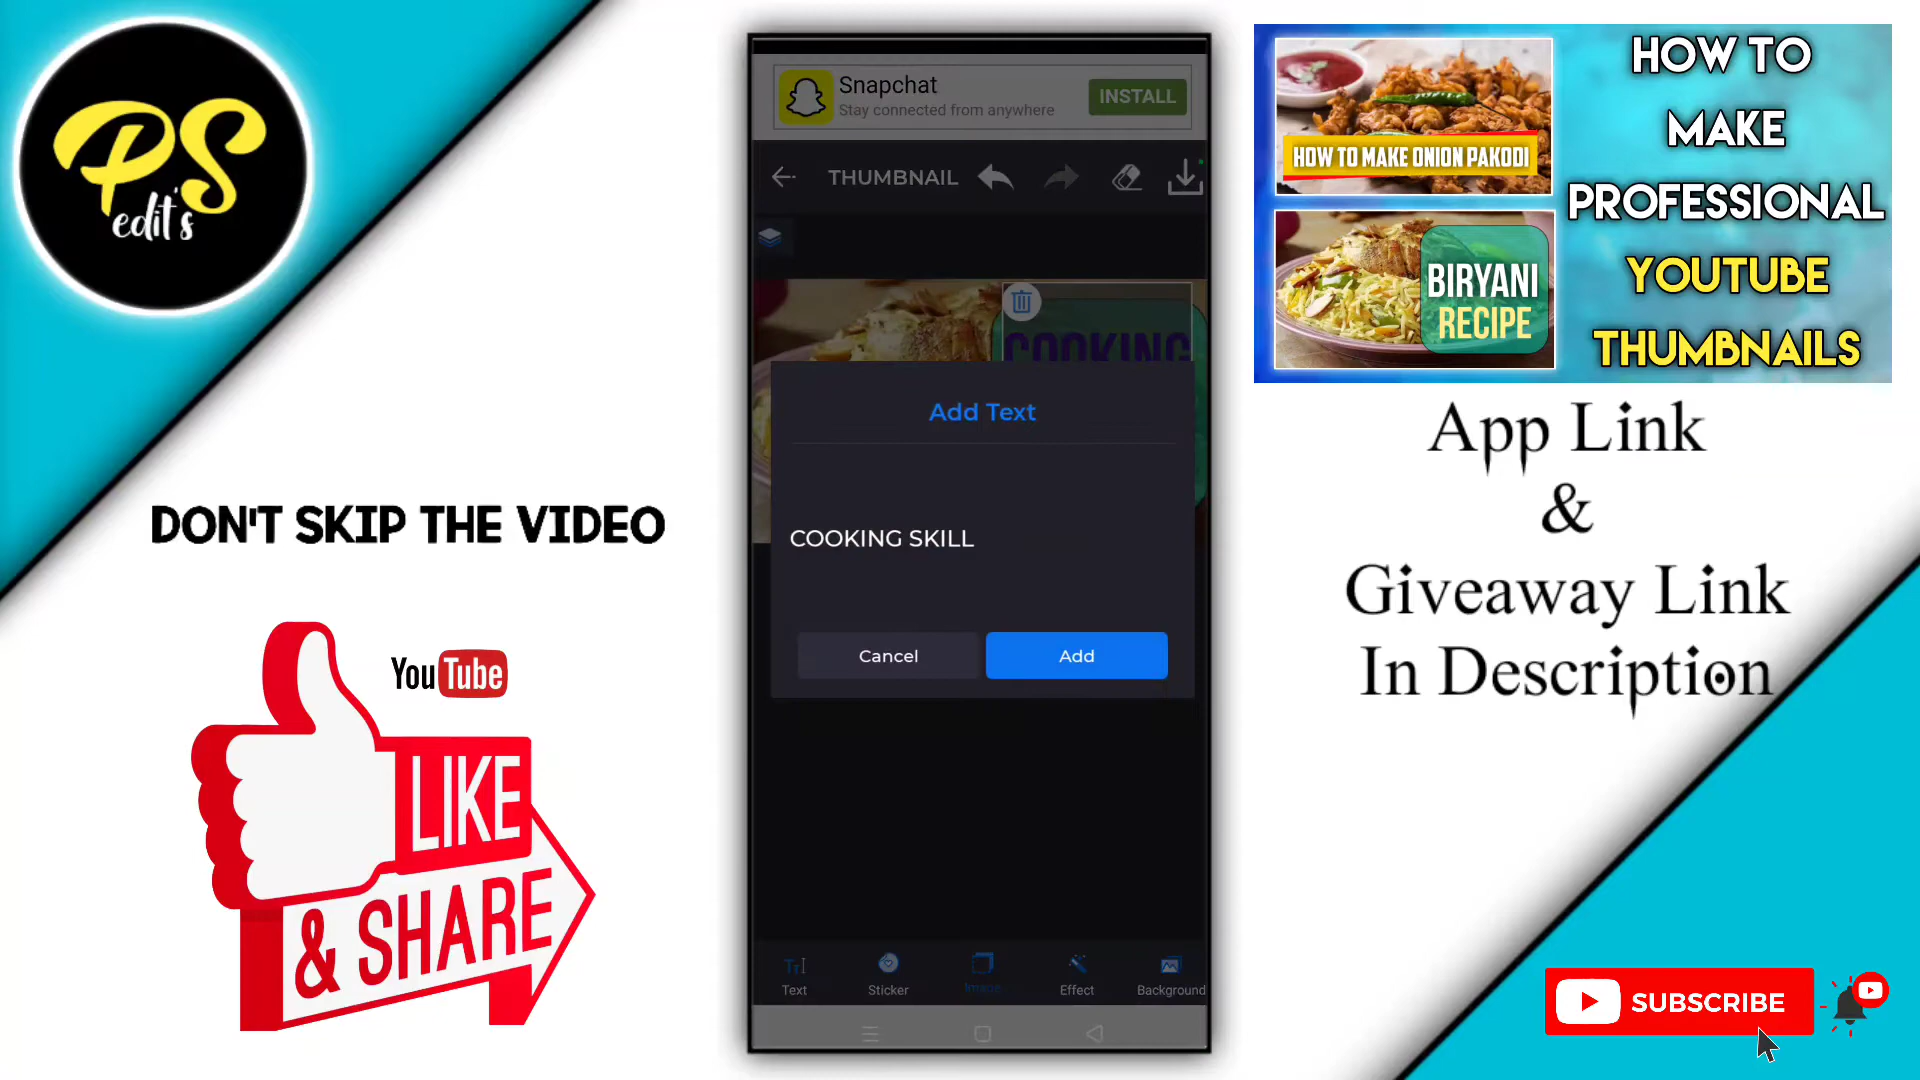 PS
edit's
DON'T SKIP THE VIDEO
YouTube
LIKE
& SHARE
Snapchat
Stay connected from anywhere
INSTALL
THUMBNAIL
COOKING
Add Text
COOKING SKILL
Cancel
Add
Text
Sticker
Image
Effect
Background
HOW TO MAKE ONION PAKODI
BIRYANI
RECIPE
HOW TO
MAKE
PROFESSIONAL
YOUTUBE
THUMBNAILS
App Link
&
Giveaway Link
In Description
SUBSCRIBE